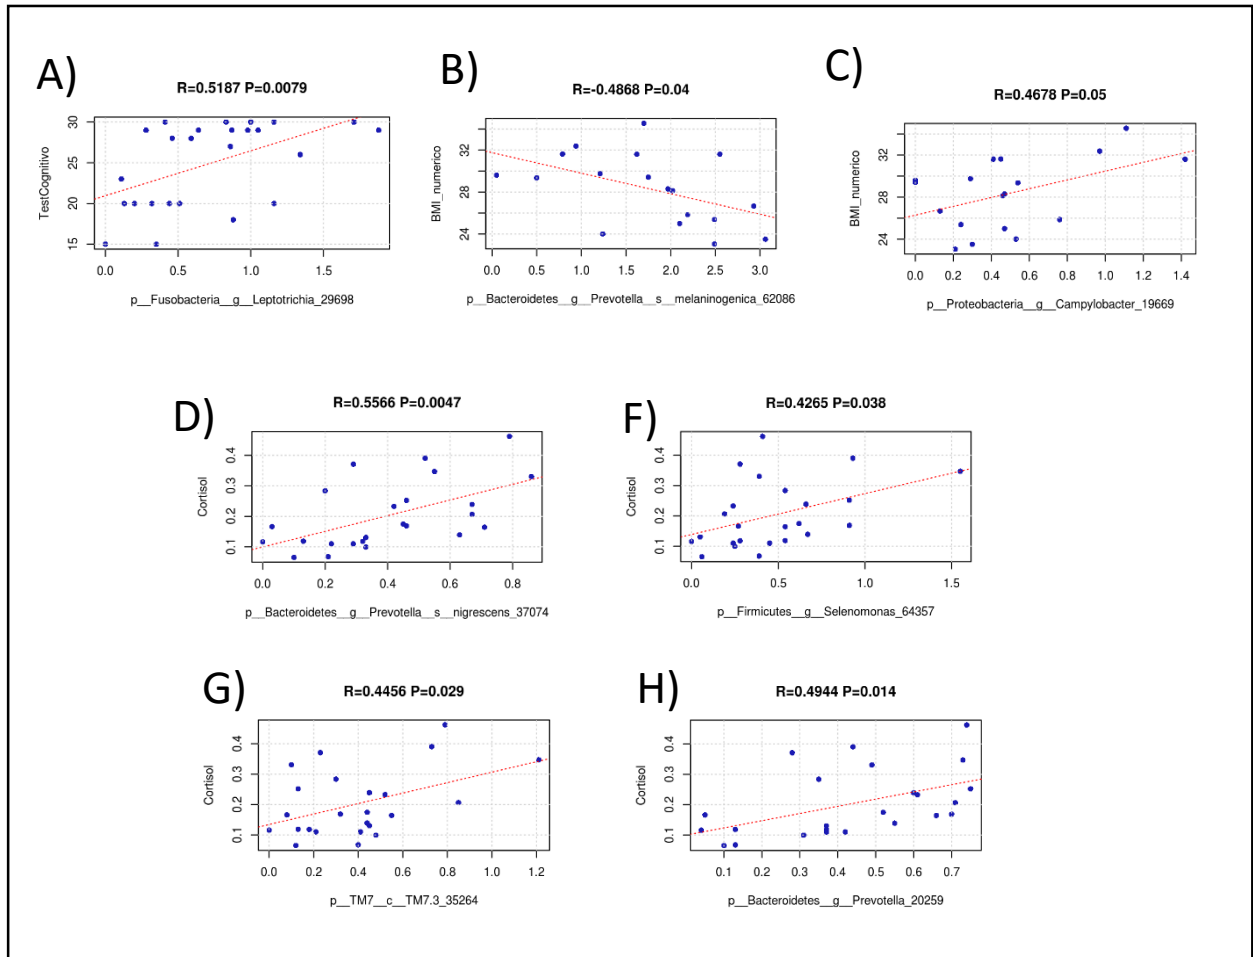 A)
R=0.5187 P=0.0079
TestCognitivo
30
25
20
15
0.0 0.5 1.0 1.5
p__Fusobacteria__g__Leptotrichia_29698
B)
R=-0.4868 P=0.04
BMI_numerico
32
28
24
0.0 0.5 1.0 1.5 2.0 2.5 3.0
p__Bacteroidetes__g__Prevotella__s__melaninogenica_62086
C)
R=0.4678 P=0.05
BMI_numerico
32
28
24
0.0 0.2 0.4 0.6 0.8 1.0 1.2 1.4
p__Proteobacteria__g__Campylobacter_19669
D)
R=0.5566 P=0.0047
Cortisol
0.4
0.3
0.2
0.1
0.0 0.2 0.4 0.6 0.8
p__Bacteroidetes__g__Prevotella__s__nigrescens_37074
F)
R=0.4265 P=0.038
Cortisol
0.4
0.3
0.2
0.1
0.0 0.5 1.0 1.5
p__Firmicutes__g__Selenomonas_64357
G)
R=0.4456 P=0.029
Cortisol
0.4
0.3
0.2
0.1
0.0 0.2 0.4 0.6 0.8 1.0 1.2
p__TM7__c__TM7.3_35264
H)
R=0.4944 P=0.014
Cortisol
0.4
0.3
0.2
0.1
0.1 0.2 0.3 0.4 0.5 0.6 0.7
p__Bacteroidetes__g__Prevotella_20259